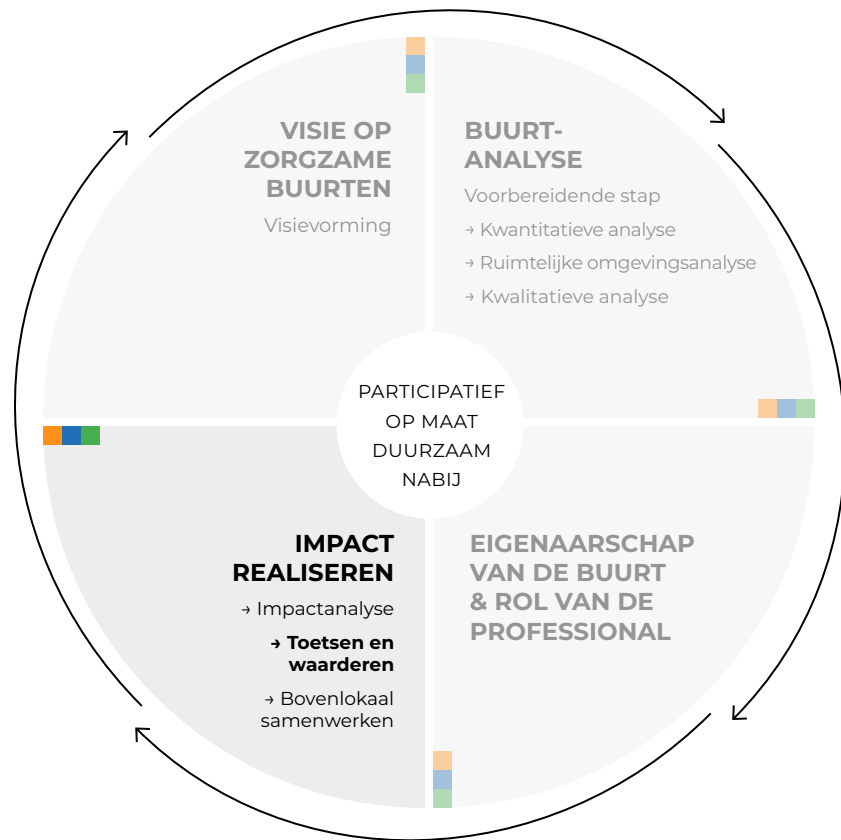 VISIE OP
ZORGZAME
BUURTEN
Visievorming
BUURT-
ANALYSE
Voorbereidende stap
→ Kwantitatieve analyse
→ Ruimtelijke omgevingsanalyse
→ Kwalitatieve analyse
PARTICIPATIEF
OP MAAT
DUURZAAM
NABIJ
IMPACT
REALISEREN
→ Impactanalyse
→ Toetsen en
waarderen
→ Bovenlokaal
samenwerken
EIGENAARSCHAP
VAN DE BUURT
& ROL VAN DE
PROFESSIONAL